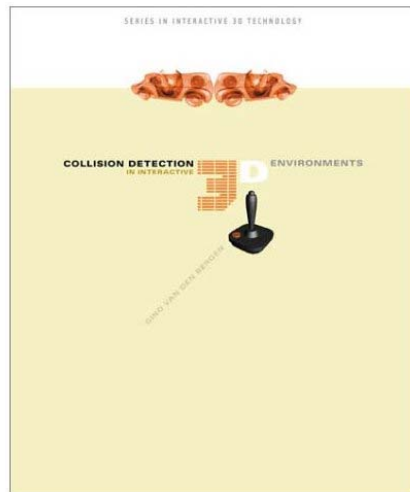 SERIES IN INTERACTIVE 3D TECHNOLOGY
COLLISION DETECTION
IN INTERACTIVE
3D
ENVIRONMENTS
GINO VAN DEN BERGEN